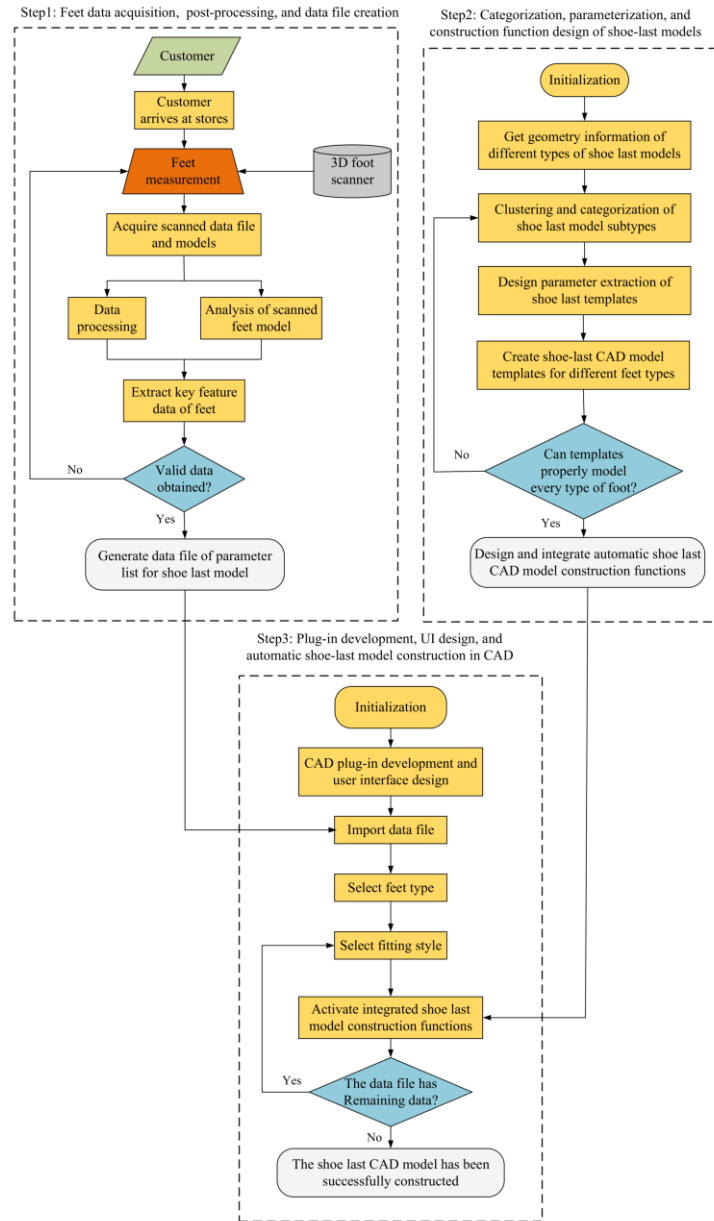 Step1: Feet data acquisition, post-processing, and data file creation
Customer
Customer
arrives at stores
Feet
measurement
3D foot
scanner
Acquire scanned data file
and models
Data
processing
Analysis of scanned
feet model
Extract key feature
data of feet
No
Valid data
obtained?
Yes
Generate data file of parameter
list for shoe last model
Step2: Categorization, parameterization, and
construction function design of shoe-last models
Initialization
Get geometry information of
different types of shoe last models
Clustering and categorization of
shoe last model subtypes
Design parameter extraction of
shoe last templates
Create shoe-last CAD model
templates for different feet types
No
Can templates
properly model
every type of foot?
Yes
Design and integrate automatic shoe last
CAD model construction functions
Step3: Plug-in development, UI design, and
automatic shoe-last model construction in CAD
Initialization
CAD plug-in development and
user interface design
Import data file
Select feet type
Select fitting style
Activate integrated shoe last
model construction functions
Yes
The data file has
Remaining data?
No
The shoe last CAD model has been
successfully constructed